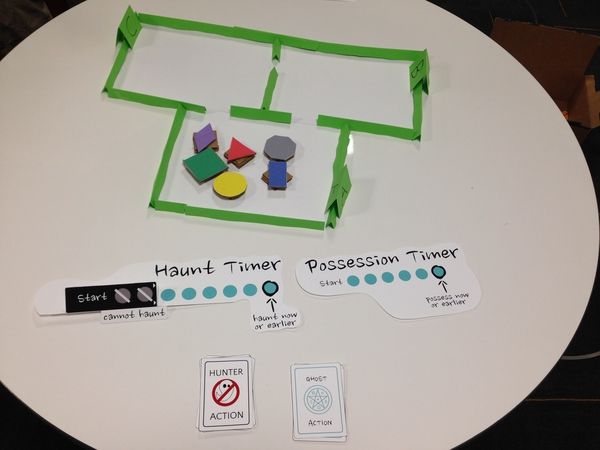 C
B
A
Haunt Timer
Start
cannot haunt
haunt now
or earlier
Possession Timer
Start
possess now
or earlier
HUNTER
ACTION
GHOST
ACTION